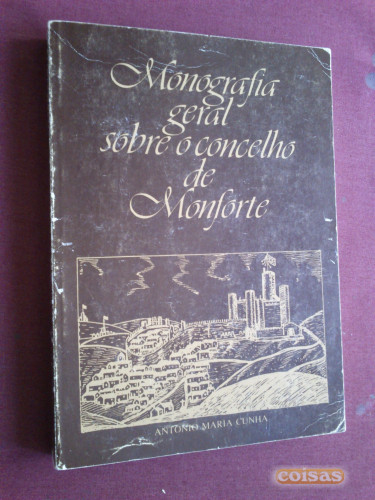 Monografia
geral
sobre o concelho
de
Monforte
ANTÓNIO MARIA CUNHA
coisas